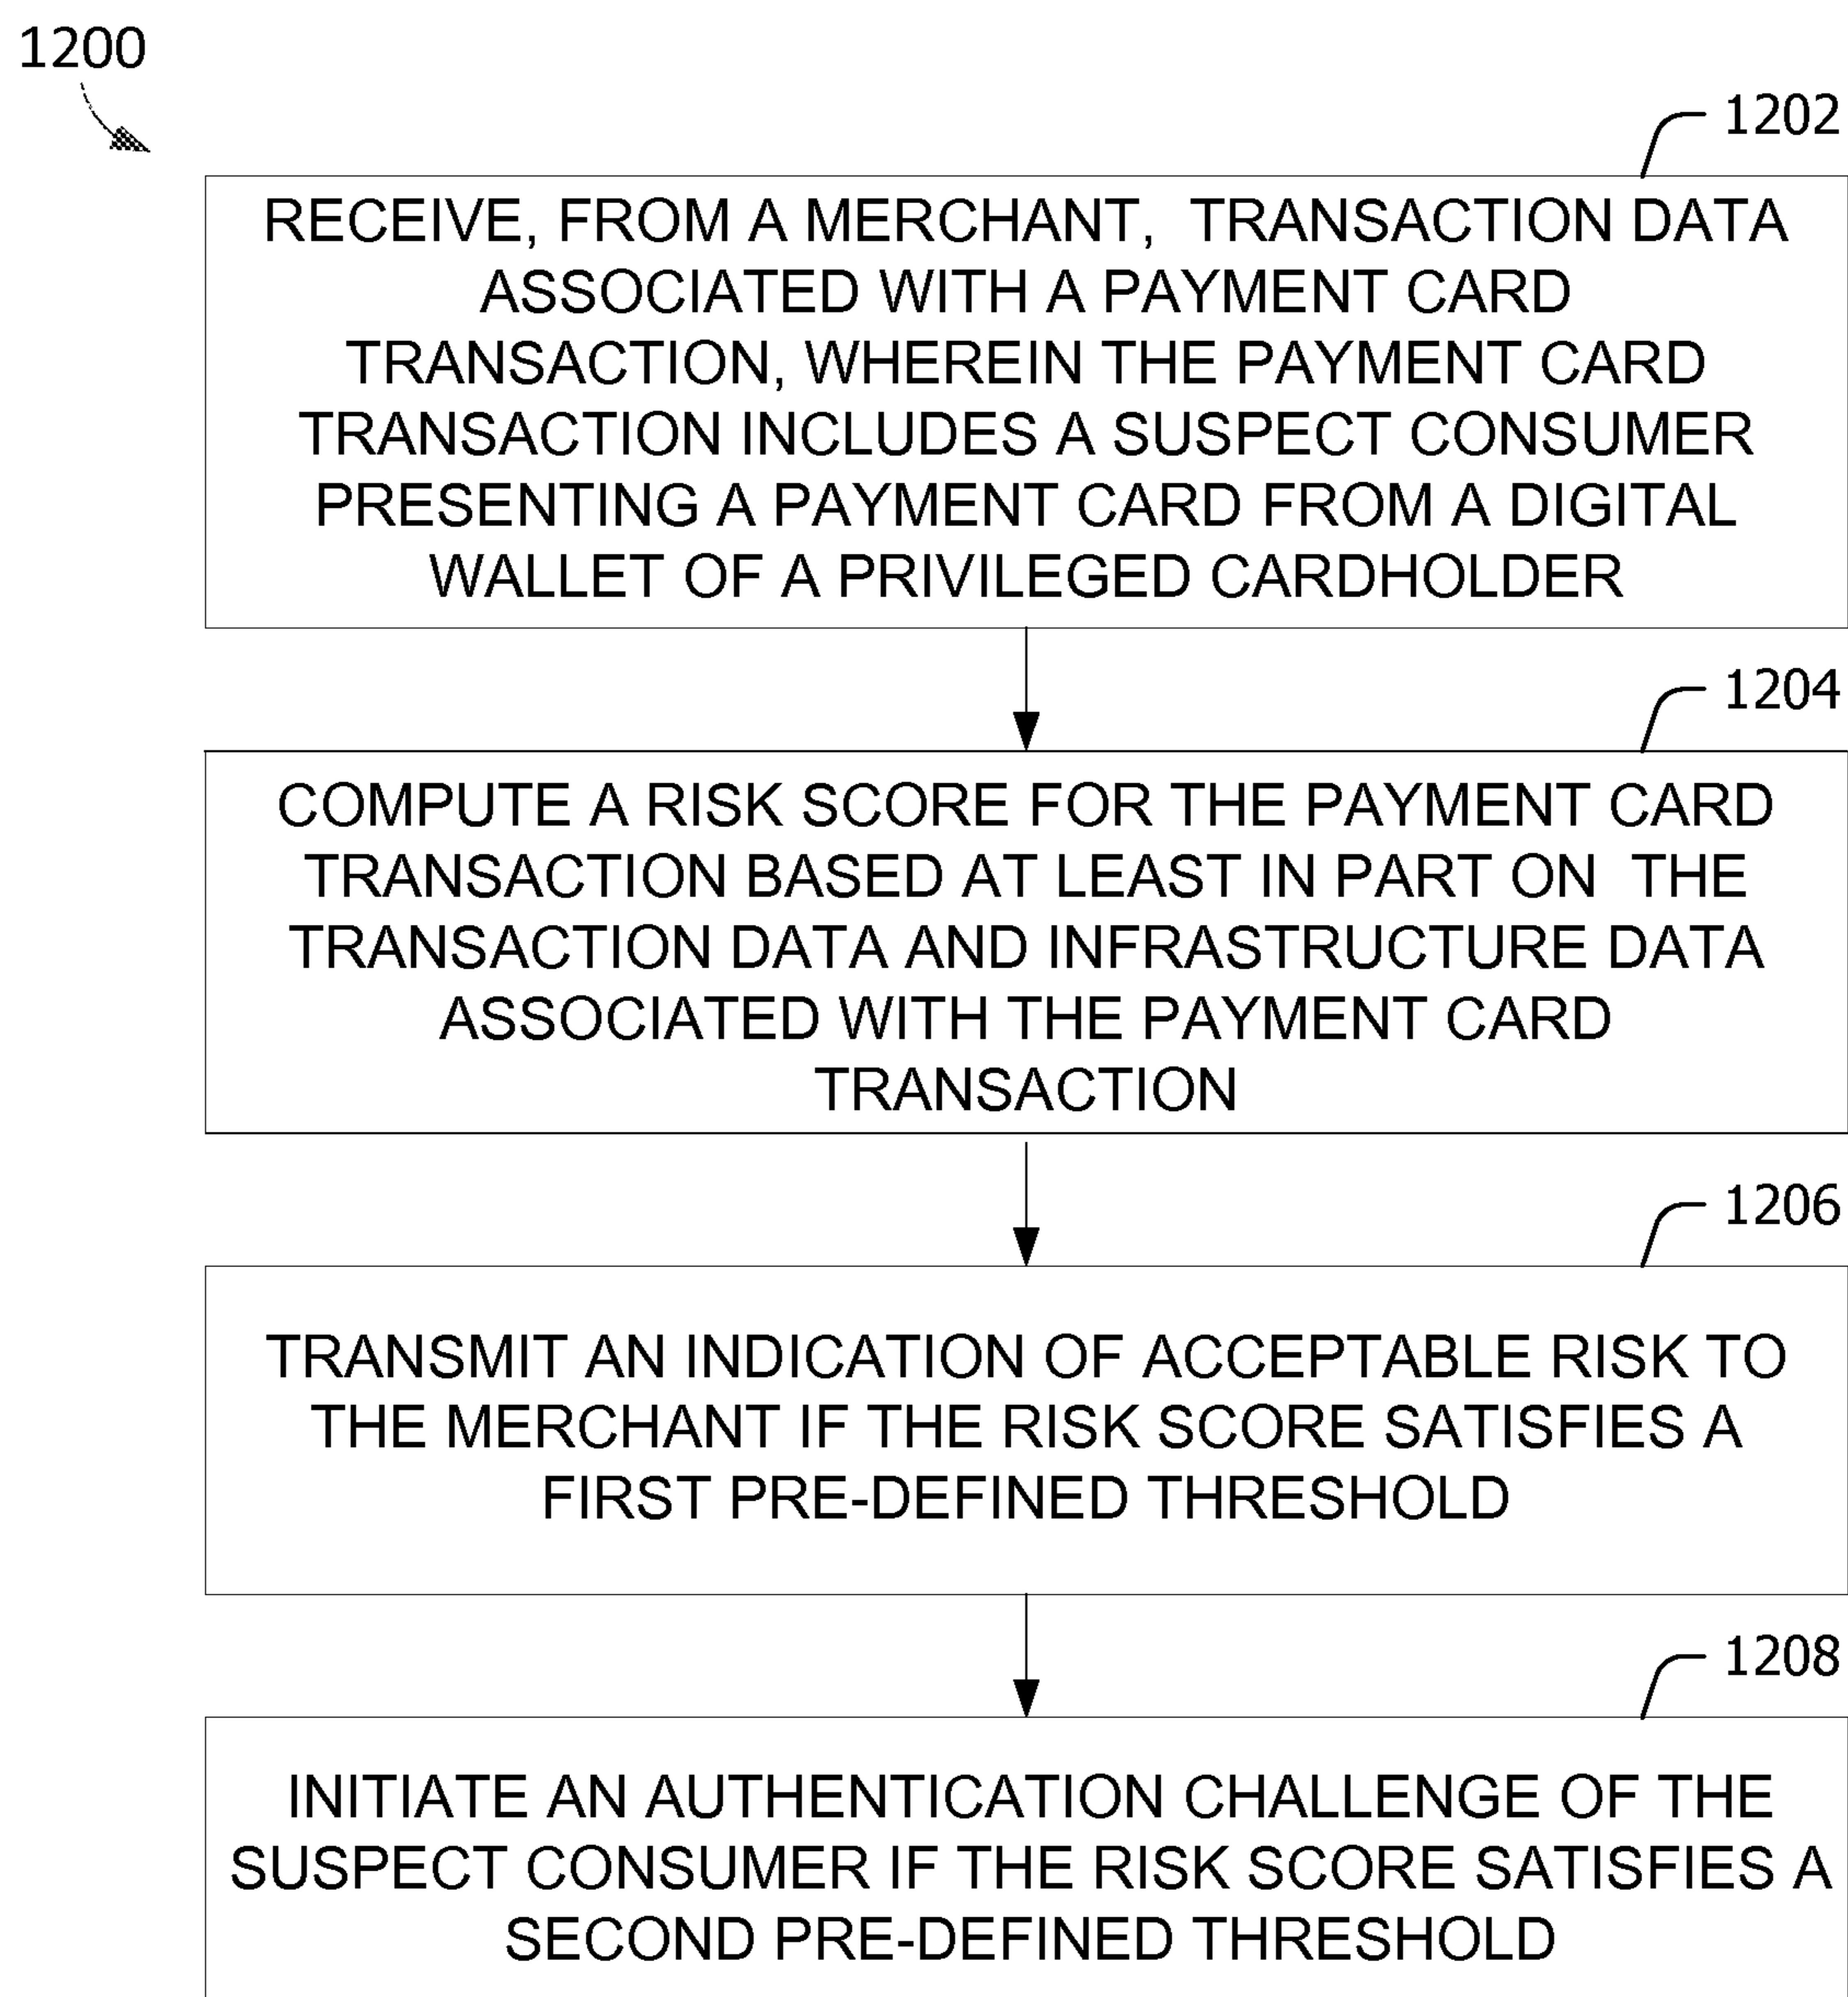 1200
1202
RECEIVE, FROM A MERCHANT, TRANSACTION DATA
ASSOCIATED WITH A PAYMENT CARD
TRANSACTION, WHEREIN THE PAYMENT CARD
TRANSACTION INCLUDES A SUSPECT CONSUMER
PRESENTING A PAYMENT CARD FROM A DIGITAL
WALLET OF A PRIVILEGED CARDHOLDER
1204
COMPUTE A RISK SCORE FOR THE PAYMENT CARD
TRANSACTION BASED AT LEAST IN PART ON THE
TRANSACTION DATA AND INFRASTRUCTURE DATA
ASSOCIATED WITH THE PAYMENT CARD
TRANSACTION
1206
TRANSMIT AN INDICATION OF ACCEPTABLE RISK TO
THE MERCHANT IF THE RISK SCORE SATISFIES A
FIRST PRE-DEFINED THRESHOLD
1208
INITIATE AN AUTHENTICATION CHALLENGE OF THE
SUSPECT CONSUMER IF THE RISK SCORE SATISFIES A
SECOND PRE-DEFINED THRESHOLD